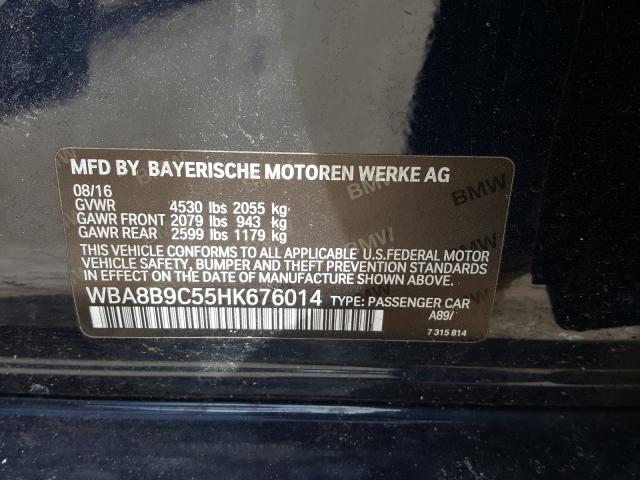 MFD BY BAYERISCHE MOTOREN WERKE AG
08/16
GVWR 4530 lbs 2055 kg
GAWR FRONT 2079 lbs 943 kg
GAWR REAR 2599 lbs 1179 kg
THIS VEHICLE CONFORMS TO ALL APPLICABLE U.S.FEDERAL MOTOR
VEHICLE SAFETY, BUMPER AND THEFT PREVENTION STANDARDS
IN EFFECT ON THE DATE OF MANUFACTURE SHOWN ABOVE.
WBA8B9C55HK676014 TYPE: PASSENGER CAR
A89/
7 315 814
BMW
BMW